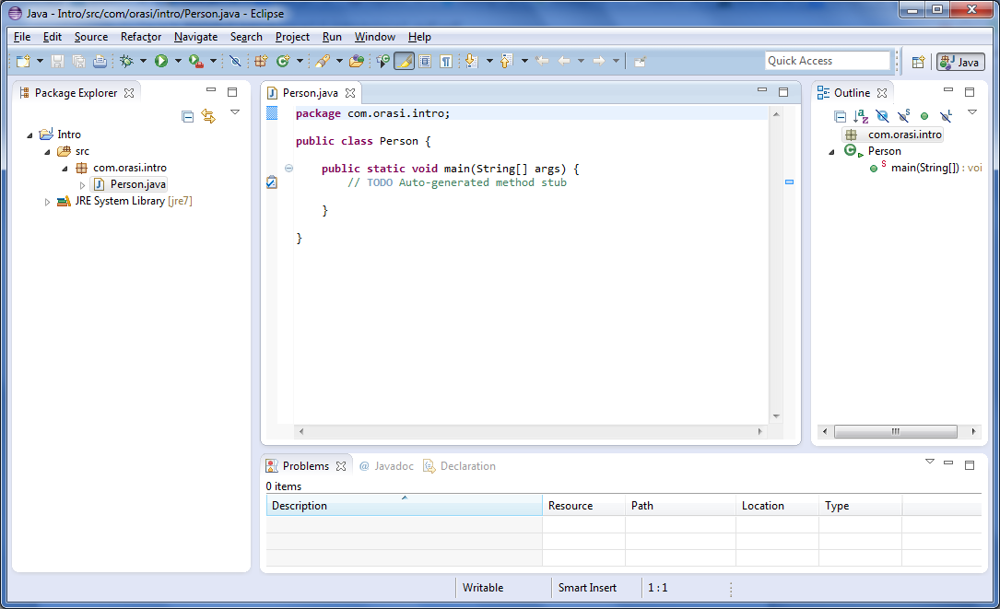 Java - Intro/src/com/orasi/intro/Person.java - Eclipse
File Edit Source Refactor Navigate Search Project Run Window Help
Quick Access
Java
Package Explorer
Intro
src
com.orasi.intro
Person.java
JRE System Library [jre7]
Person.java
package com.orasi.intro;
public class Person {
public static void main(String[] args) {
// TODO Auto-generated method stub
}
}
Outline
com.orasi.intro
Person
main(String[]) : voi
Problems @ Javadoc Declaration
0 items
Description Resource Path Location Type
Writable Smart Insert 1 : 1